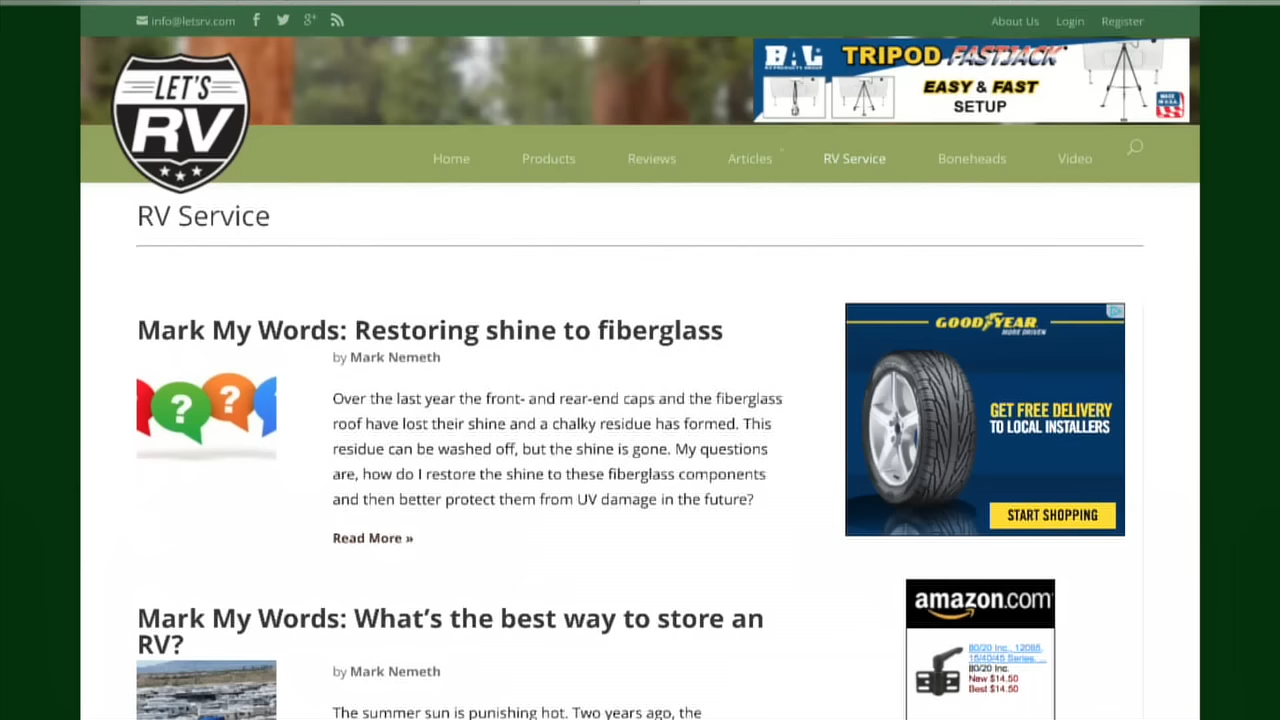 info@letsrv.com
About Us Login Register
LET'S
RV
BAL
TRIPOD FASTJACK
EASY & FAST
SETUP
Home Products Reviews Articles RV Service Boneheads Video
RV Service
Mark My Words: Restoring shine to fiberglass
by Mark Nemeth
? ?
Over the last year the front- and rear-end caps and the fiberglass
roof have lost their shine and a chalky residue has formed. This
residue can be washed off, but the shine is gone. My questions
are, how do I restore the shine to these fiberglass components
and then better protect them from UV damage in the future?
Read More »
GOODYEAR
MORE DRIVEN
GET FREE DELIVERY
TO LOCAL INSTALLERS
START SHOPPING
Mark My Words: What's the best way to store an
RV?
by Mark Nemeth
The summer sun is punishing hot. Two years ago, the
amazon.com
80/20 Inc., 12086,
15/40/45 Series, ...
80/20 Inc.
New $14.50
Best $14.50